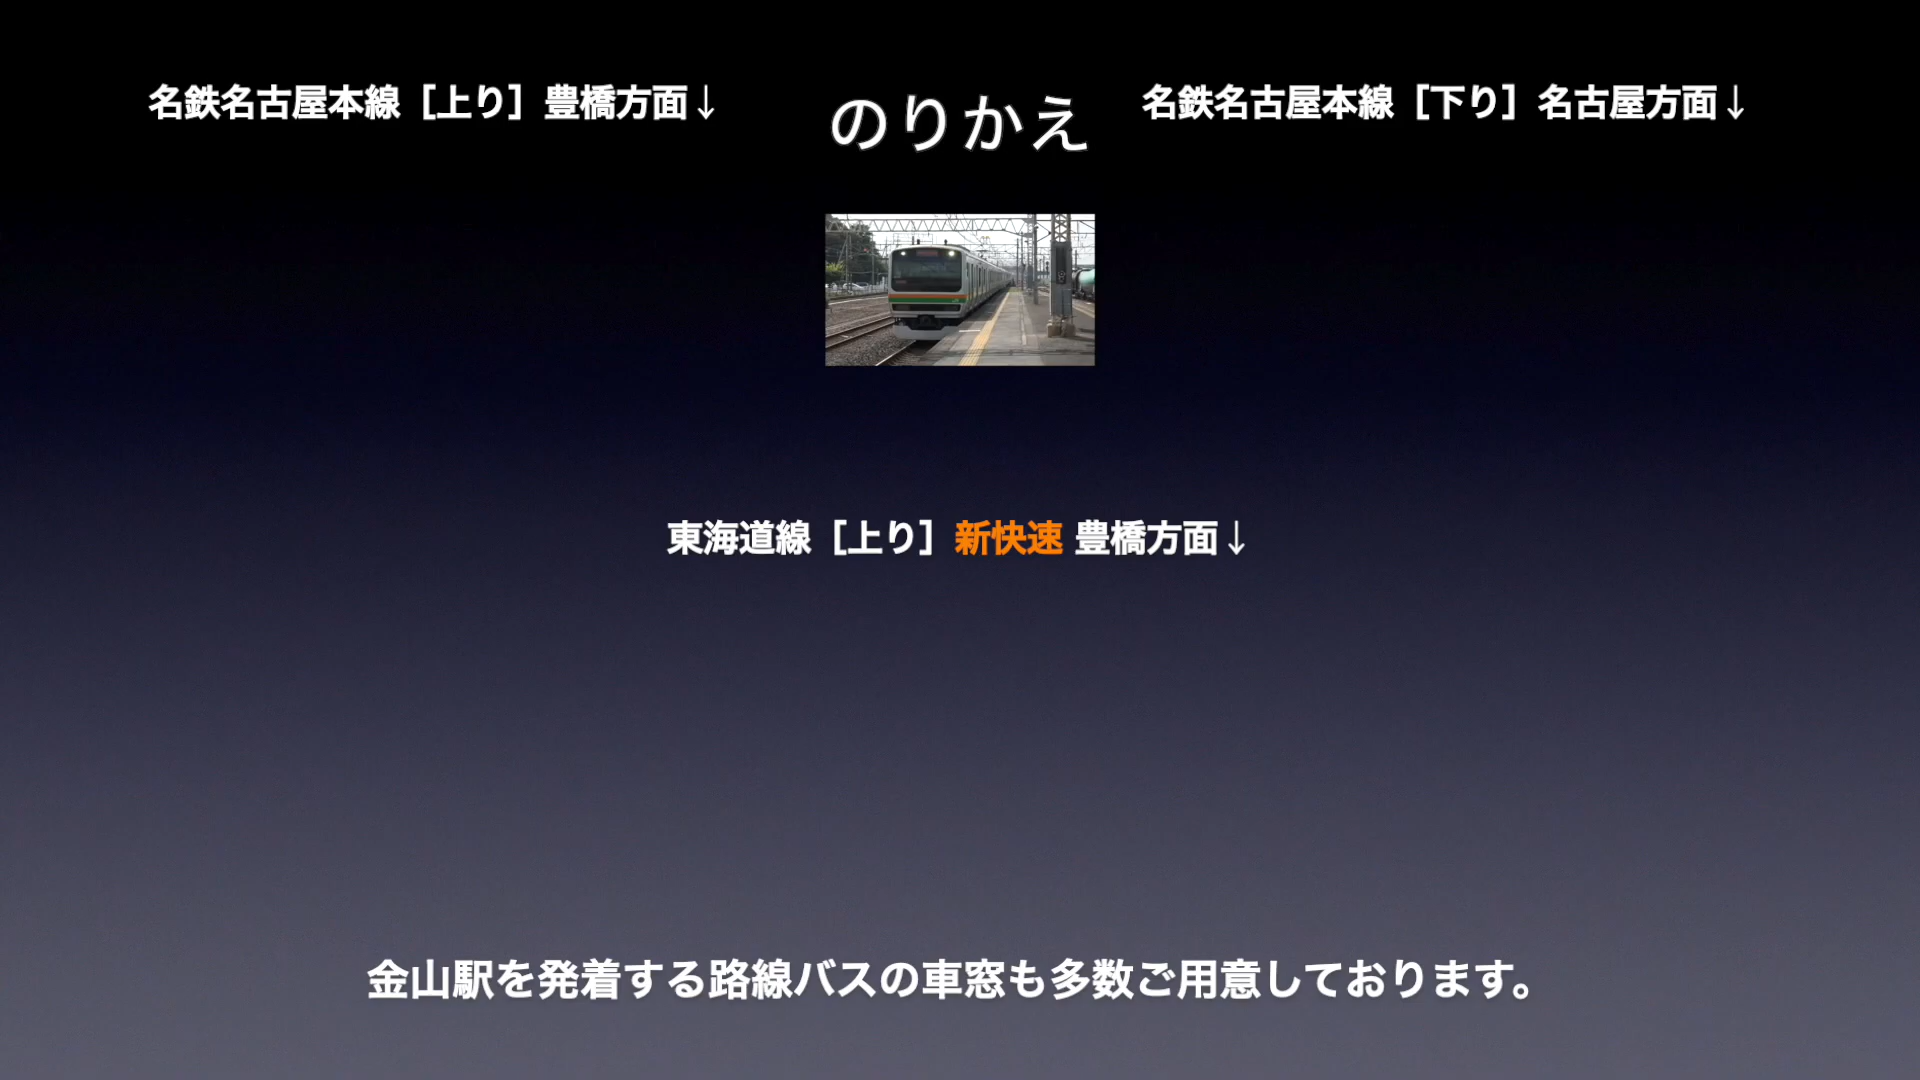 名鉄名古屋本線［上り］豊橋方面↓
のりかえ
名鉄名古屋本線［下り］名古屋方面↓
東海道線［上り］新快速 豊橋方面↓
金山駅を発着する路線バスの車窓も多数ご用意しております。